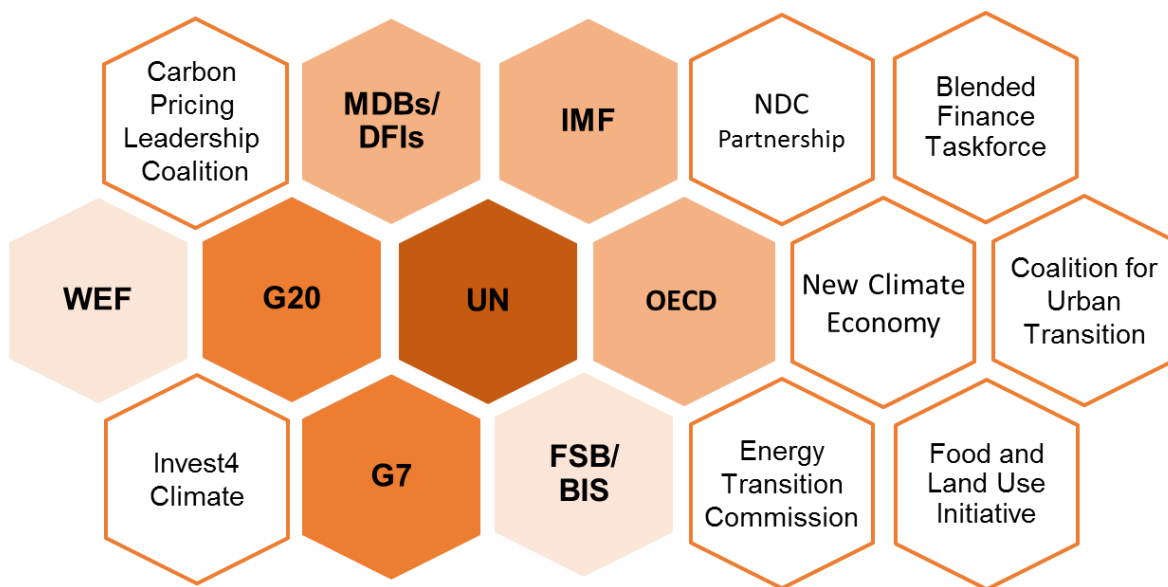 Carbon
Pricing
Leadership
Coalition
MDBs/
DFIs
IMF
NDC
Partnership
Blended
Finance
Taskforce
WEF
G20
UN
OECD
New Climate
Economy
Coalition for
Urban
Transition
Invest4
Climate
G7
FSB/
BIS
Energy
Transition
Commission
Food and
Land Use
Initiative